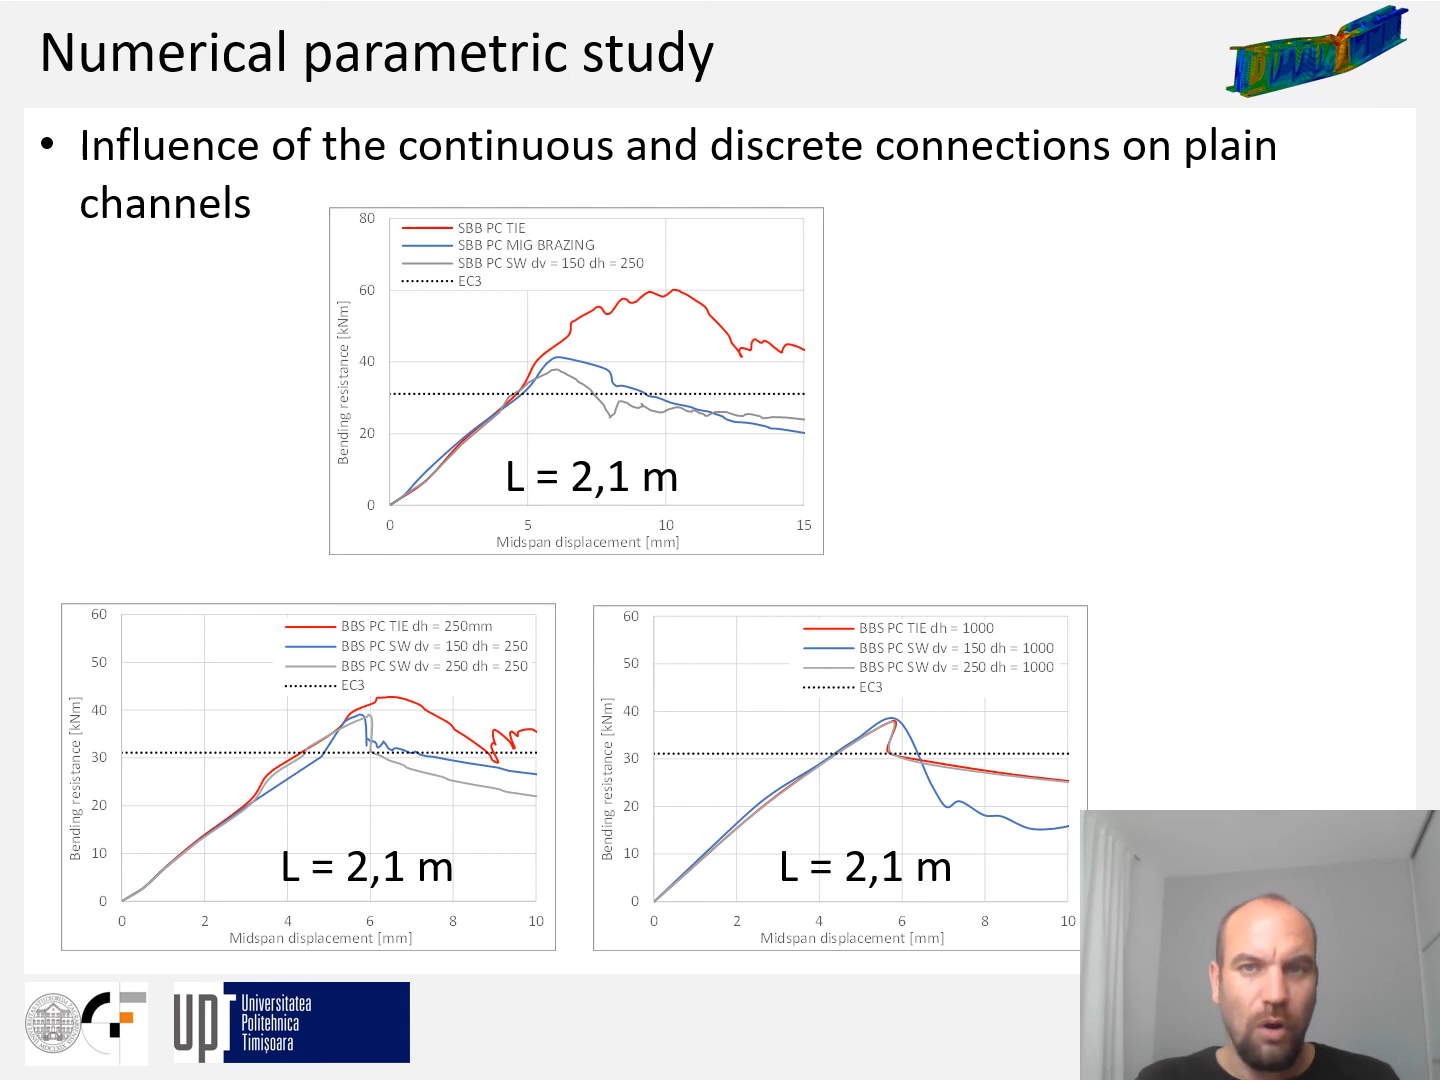 Numerical parametric study
• Influence of the continuous and discrete connections on plain
channels
80
60
40
20
0
Bending resistance [kNm]
SBB PC TIE
SBB PC MIG BRAZING
SBB PC SW dv = 150 dh = 250
EC3
L = 2,1 m
0 5 10 15
Midspan displacement [mm]
60
50
40
30
20
10
0
Bending resistance [kNm]
BBS PC TIE dh = 250mm
BBS PC SW dv = 150 dh = 250
BBS PC SW dv = 250 dh = 250
EC3
L = 2,1 m
0 2 4 6 8 10
Midspan displacement [mm]
60
50
40
30
20
10
0
Bending resistance [kNm]
BBS PC TIE dh = 1000
BBS PC SW dv = 150 dh = 1000
BBS PC SW dv = 250 dh = 1000
EC3
L = 2,1 m
0 2 4 6 8 10
Midspan displacement [mm]
UPT
Universitatea
Politehnica
Timișoara